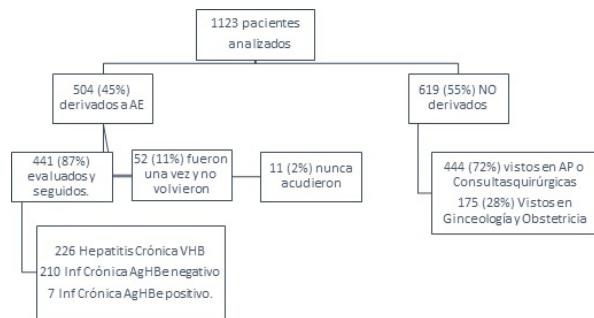 1123 pacientes
analizados
504 (45%)
derivados a AE
619 (55%) NO
derivados
441 (87%)
evaluados y
seguidos.
52 (11%) fueron
una vez y no
volvieron
11 (2%) nunca
acudieron
444 (72%) vistos en AP o
Consultas quirúrgicas
175 (28%) Vistos en
Ginceología y Obstetricia
226 Hepatitis Crónica VHB
210 Inf Crónica AgHBe negativo
7 Inf Crónica AgHBe positivo.